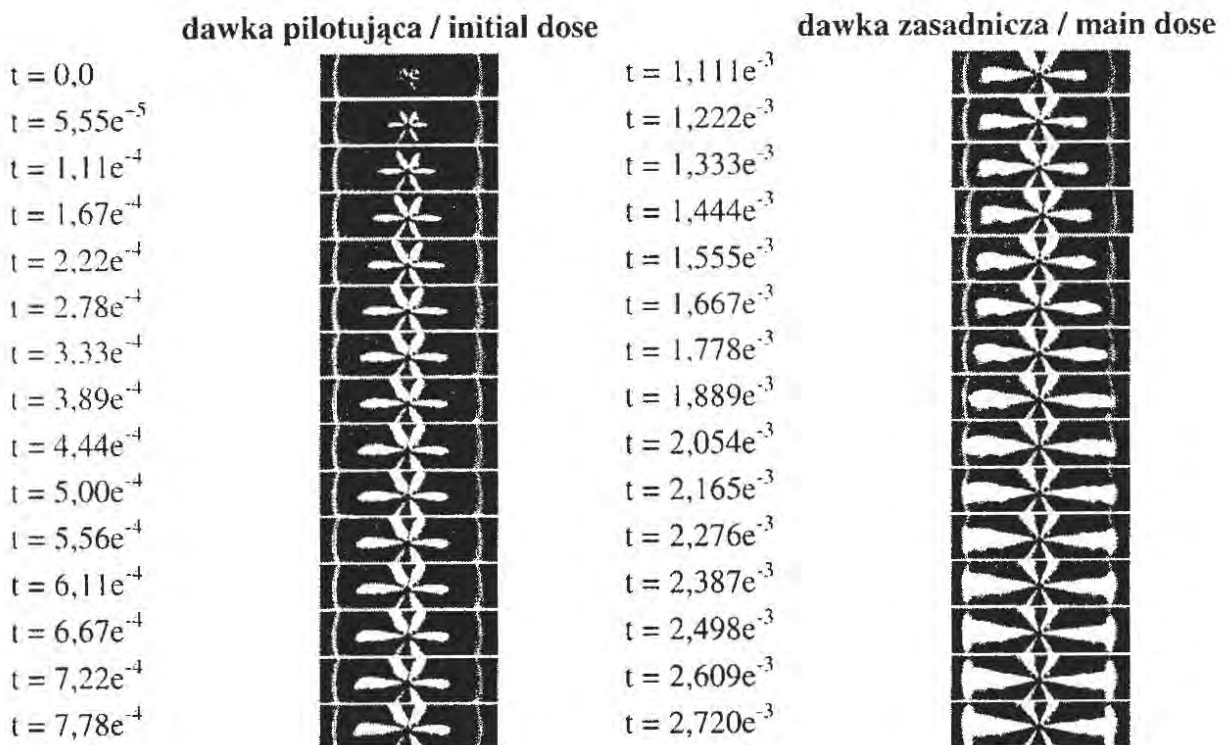 dawka pilotująca / initial dose
t = 0,0
t = 5,55e⁻⁵
t = 1,11e⁻⁴
t = 1,67e⁻⁴
t = 2,22e⁻⁴
t = 2.78e⁻⁴
t = 3.33e⁻⁴
t = 3,89e⁻⁴
t = 4,44e⁻⁴
t = 5,00e⁻⁴
t = 5,56e⁻⁴
t = 6,11e⁻⁴
t = 6,67e⁻⁴
t = 7,22e⁻⁴
t = 7,78e⁻⁴
dawka zasadnicza / main dose
t = 1,111e⁻³
t = 1,222e⁻³
t = 1,333e⁻³
t = 1,444e⁻³
t = 1,555e⁻³
t = 1,667e⁻³
t = 1.778e⁻³
t = 1,889e⁻³
t = 2,054e⁻³
t = 2,165e⁻³
t = 2,276e⁻³
t = 2,387e⁻³
t = 2,498e⁻³
t = 2,609e⁻³
t = 2,720e⁻³